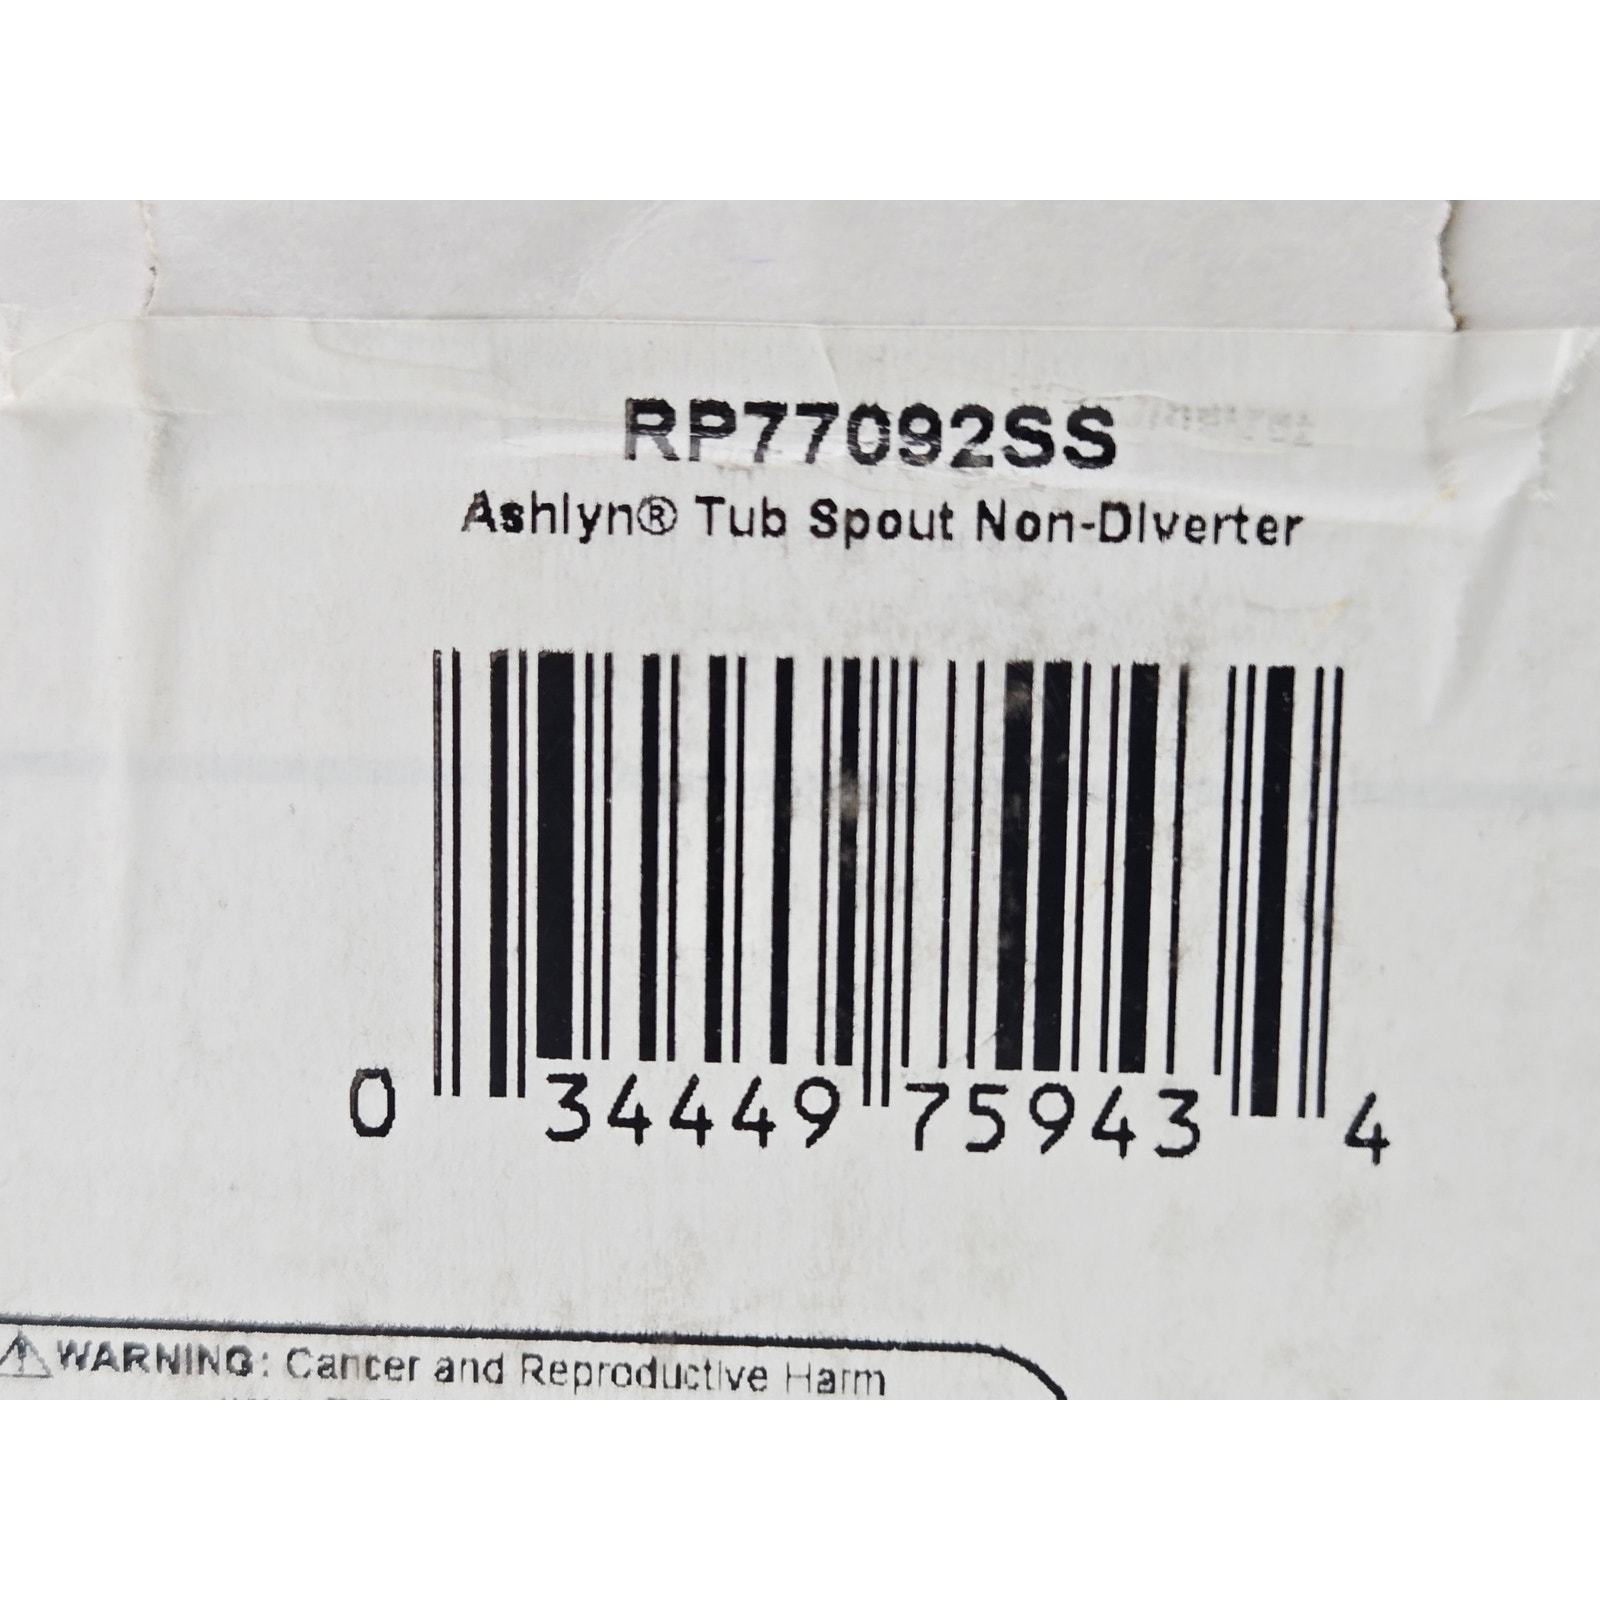 RP77092SS
Ashlyn® Tub Spout Non-Diverter
0 34449 75943 4
⚠WARNING: Cancer and Reproductive Harm